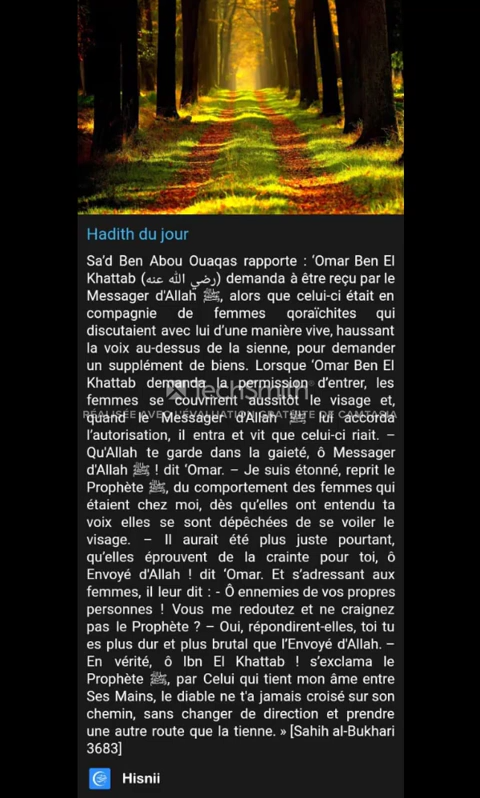 Hadith du jour
Sa'd Ben Abou Ouaqas rapporte : 'Omar Ben El
Khattab (رضي الله عنه) demanda à être reçu par le
Messager d'Allah ﷺ, alors que celui-ci était en
compagnie de femmes qoraïchites qui
discutaient avec lui d'une manière vive, haussant
la voix au-dessus de la sienne, pour demander
un supplément de biens. Lorsque 'Omar Ben El
Khattab demanda la permission d'entrer, les
TechSmith
femmes se couvrirent aussitôt le visage et,
RÉALISÉE AVEC L'ÉVALUATION GRATUITE DE CAMTASIA
quand le Messager d'Allah ﷺ lui accorda
l'autorisation, il entra et vit que celui-ci riait. –
Qu'Allah te garde dans la gaieté, ô Messager
d'Allah ﷺ ! dit 'Omar. – Je suis étonné, reprit le
Prophète ﷺ, du comportement des femmes qui
étaient chez moi, dès qu'elles ont entendu ta
voix elles se sont dépêchées de se voiler le
visage. – Il aurait été plus juste pourtant,
qu'elles éprouvent de la crainte pour toi, ô
Envoyé d'Allah ! dit 'Omar. Et s'adressant aux
femmes, il leur dit : - Ô ennemies de vos propres
personnes ! Vous me redoutez et ne craignez
pas le Prophète ? – Oui, répondirent-elles, toi tu
es plus dur et plus brutal que l'Envoyé d'Allah. –
En vérité, ô Ibn El Khattab ! s'exclama le
Prophète ﷺ, par Celui qui tient mon âme entre
Ses Mains, le diable ne t'a jamais croisé sur son
chemin, sans changer de direction et prendre
une autre route que la tienne. » [Sahih al-Bukhari
3683]
Hisnii